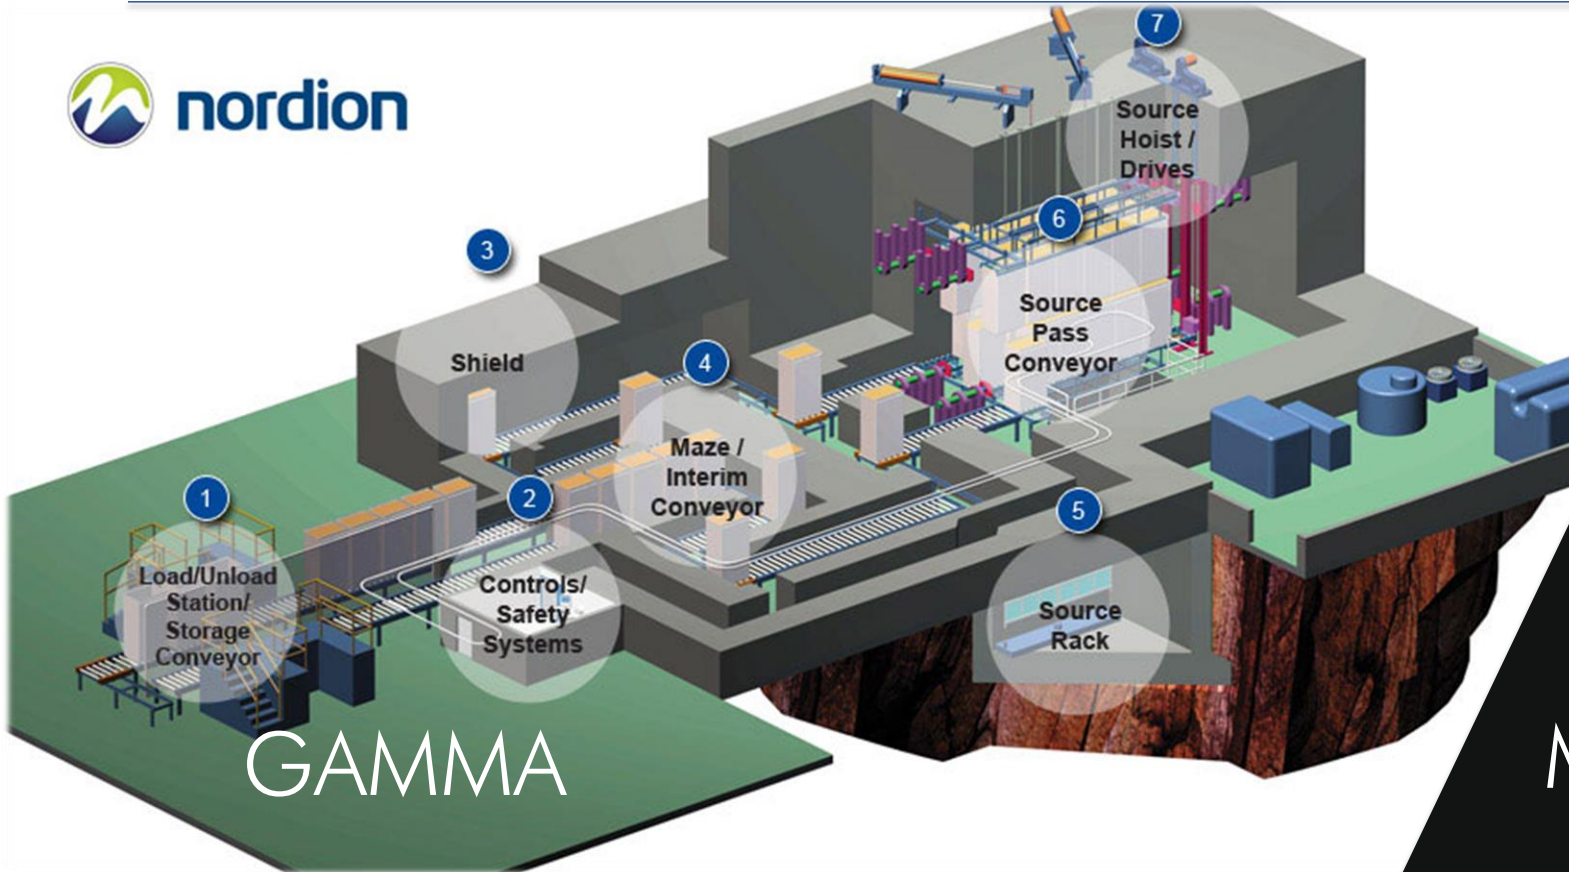 nordion
7
Source
Hoist /
Drives
6
Source
Pass
Conveyor
3
Shield
4
Maze /
Interim
Conveyor
1
Load/Unload
Station/
Storage
Conveyor
2
Controls/
Safety
Systems
5
Source
Rack
GAMMA